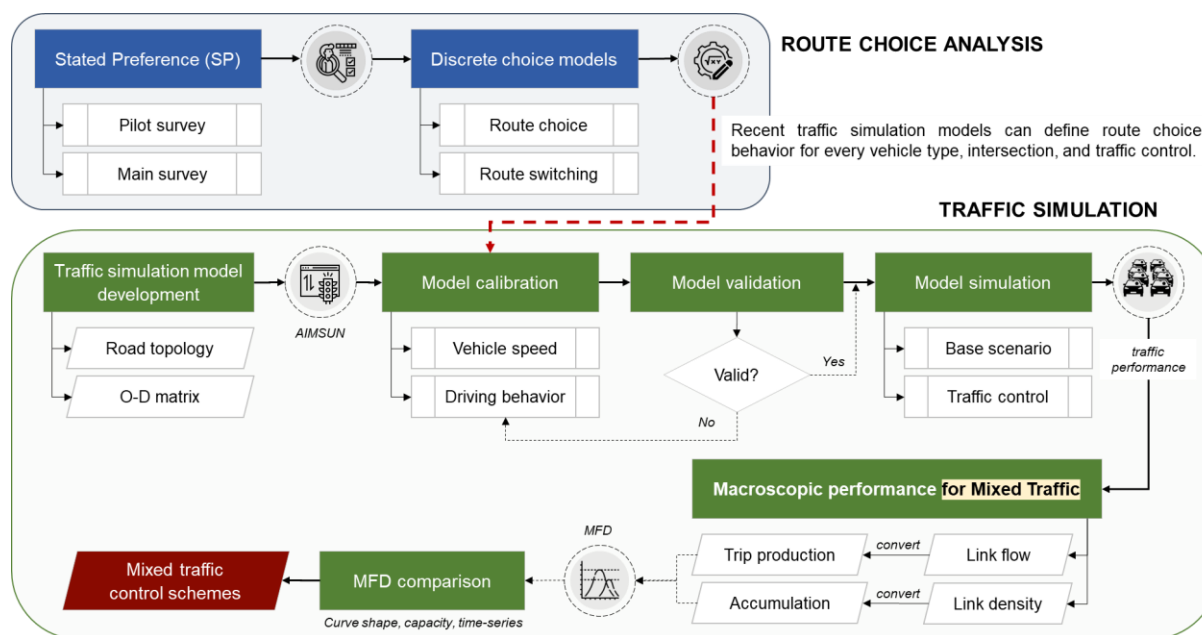 ROUTE CHOICE ANALYSIS
Stated Preference (SP)
Discrete choice models
√XY
Pilot survey
Route choice
Main survey
Route switching
Recent traffic simulation models can define route choice
behavior for every vehicle type, intersection, and traffic control.
TRAFFIC SIMULATION
Traffic simulation model
development
AIMSUN
Model calibration
Model validation
Model simulation
Road topology
Vehicle speed
Valid?
Yes
Base scenario
traffic
performance
O-D matrix
Driving behavior
No
Traffic control
Macroscopic performance for Mixed Traffic
MFD
Trip production
convert
Link flow
Mixed traffic
control schemes
MFD comparison
Accumulation
convert
Link density
Curve shape, capacity, time-series